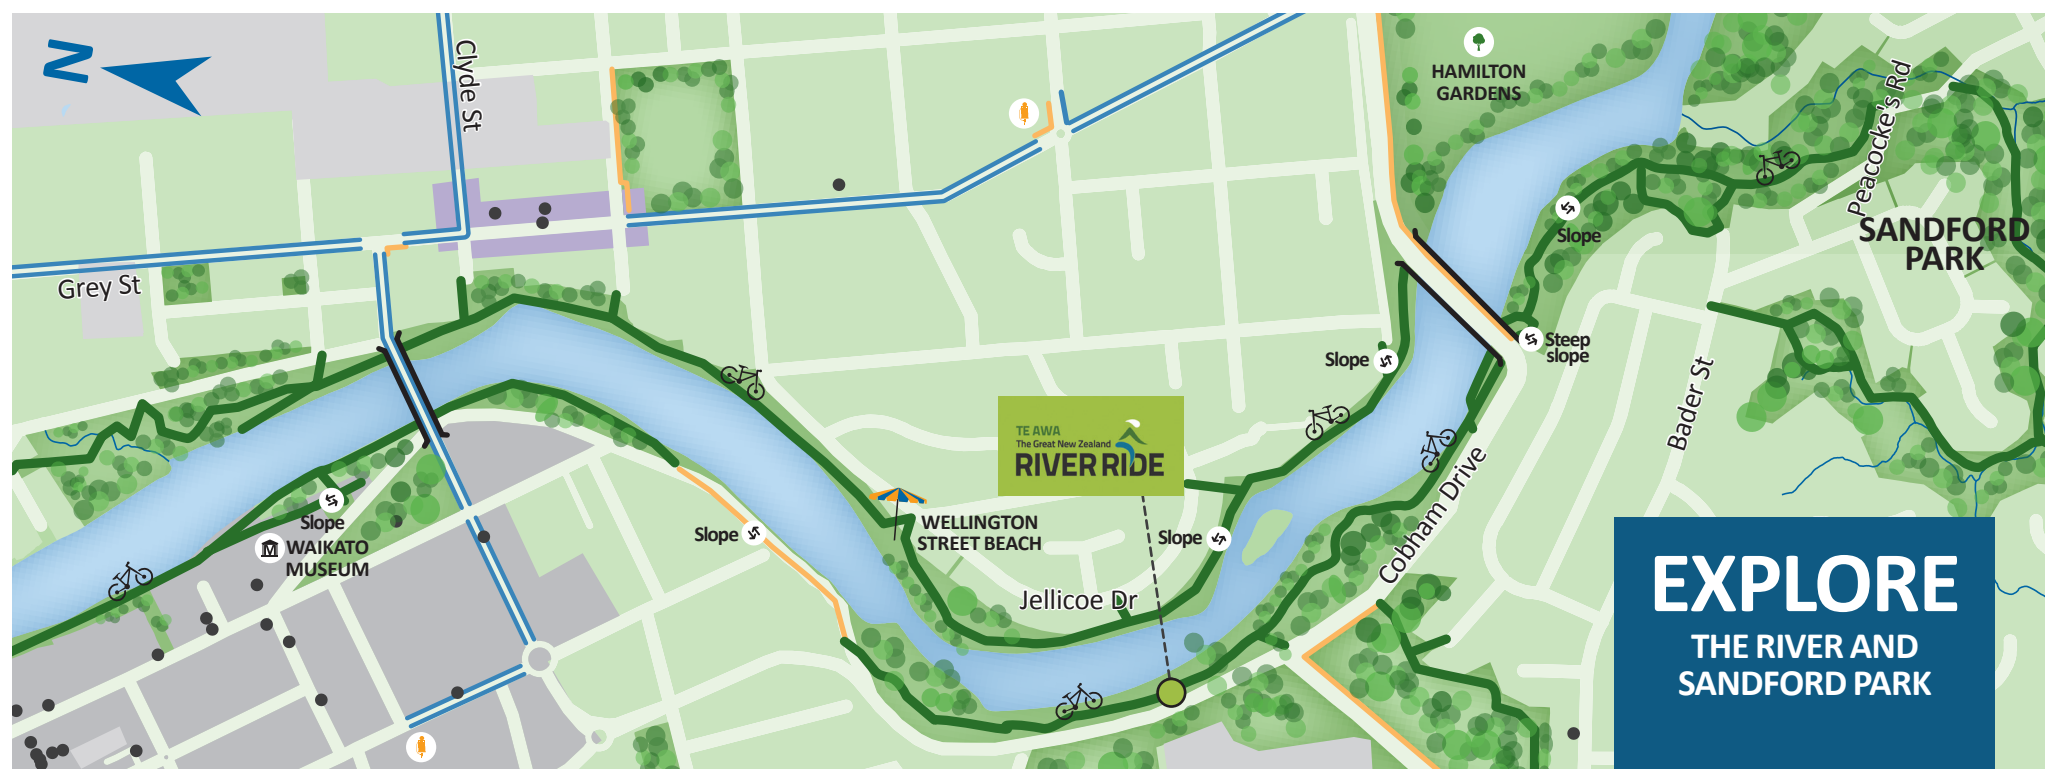 N
Clyde St
Grey St
HAMILTON
GARDENS
Peacocke's Rd
SANDFORD
PARK
Slope
Steep
slope
Slope
Bader St
TE AWA
The Great New Zealand
RIVER RIDE
Cobham Drive
Slope
WAIKATO
MUSEUM
M
Slope
WELLINGTON
STREET BEACH
Slope
Jellicoe Dr
EXPLORE
THE RIVER AND
SANDFORD PARK